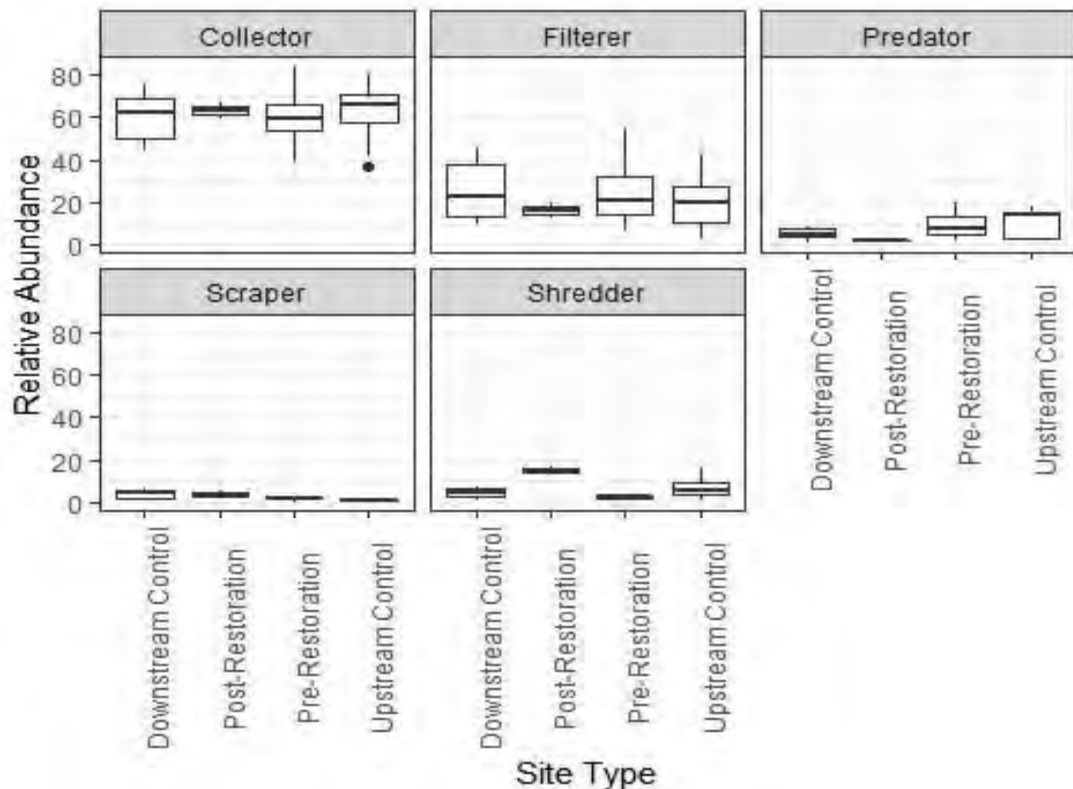 Collector
Filterer
Predator
80
60
40
20
0
Relative Abundance
Scraper
Shredder
80
60
40
20
0
Downstream Control
Post-Restoration
Pre-Restoration
Upstream Control
Downstream Control
Post-Restoration
Pre-Restoration
Upstream Control
Downstream Control
Post-Restoration
Pre-Restoration
Upstream Control
Site Type